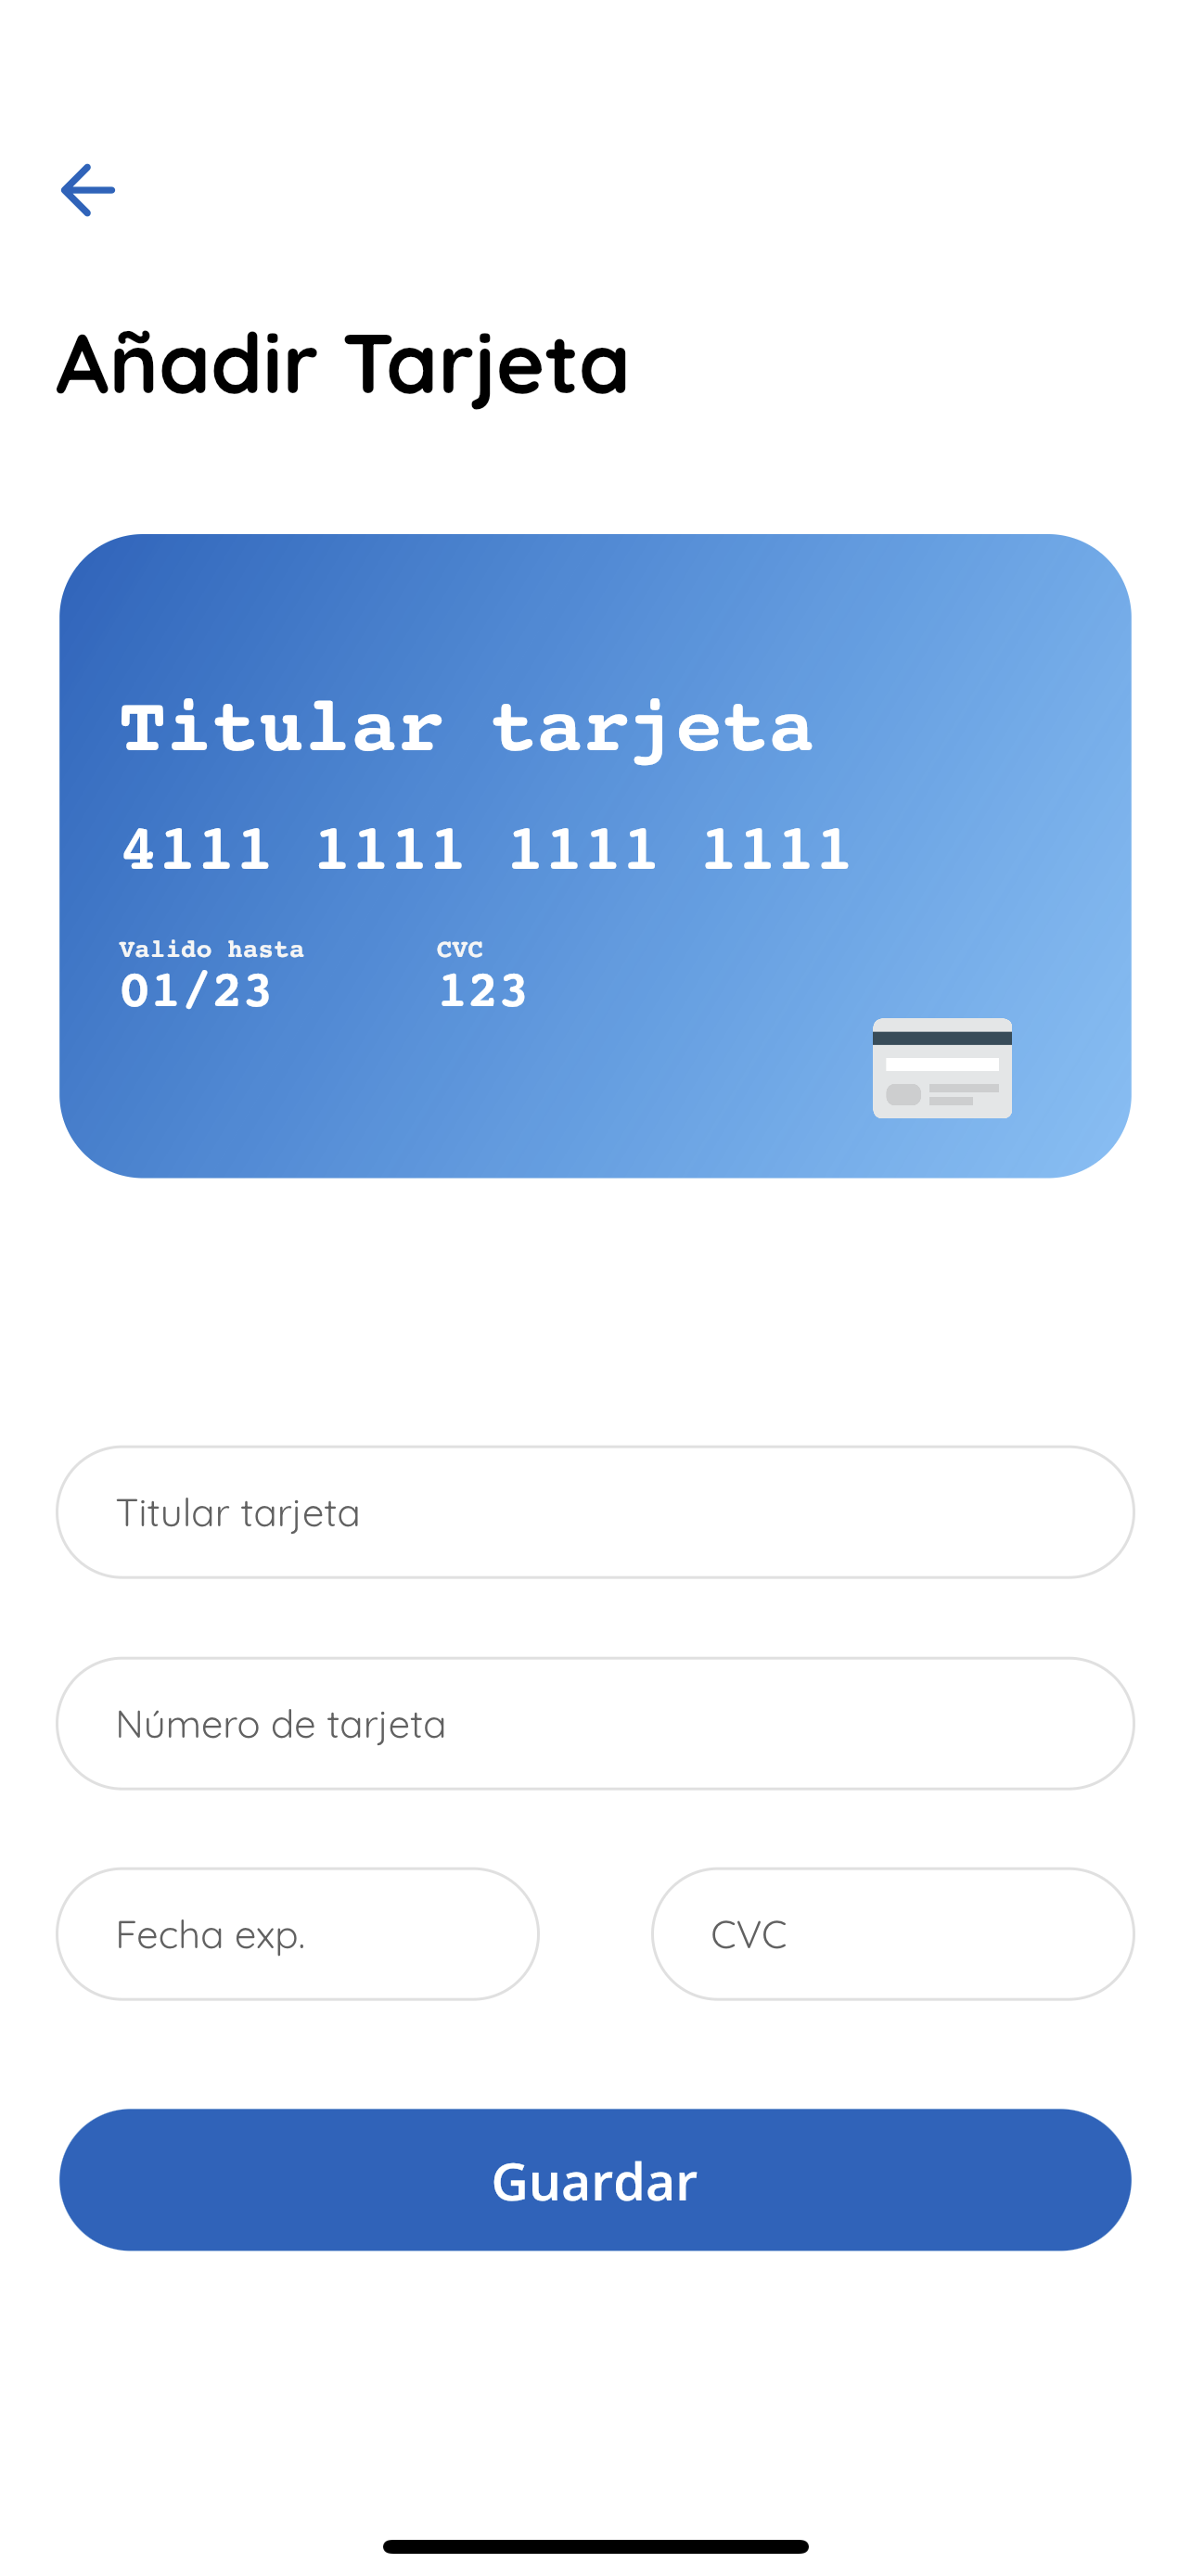 Añadir Tarjeta
Titular tarjeta
4111 1111 1111 1111
Valido hasta CVC
01/23 123
Titular tarjeta
Número de tarjeta
Fecha exp. CVC
Guardar